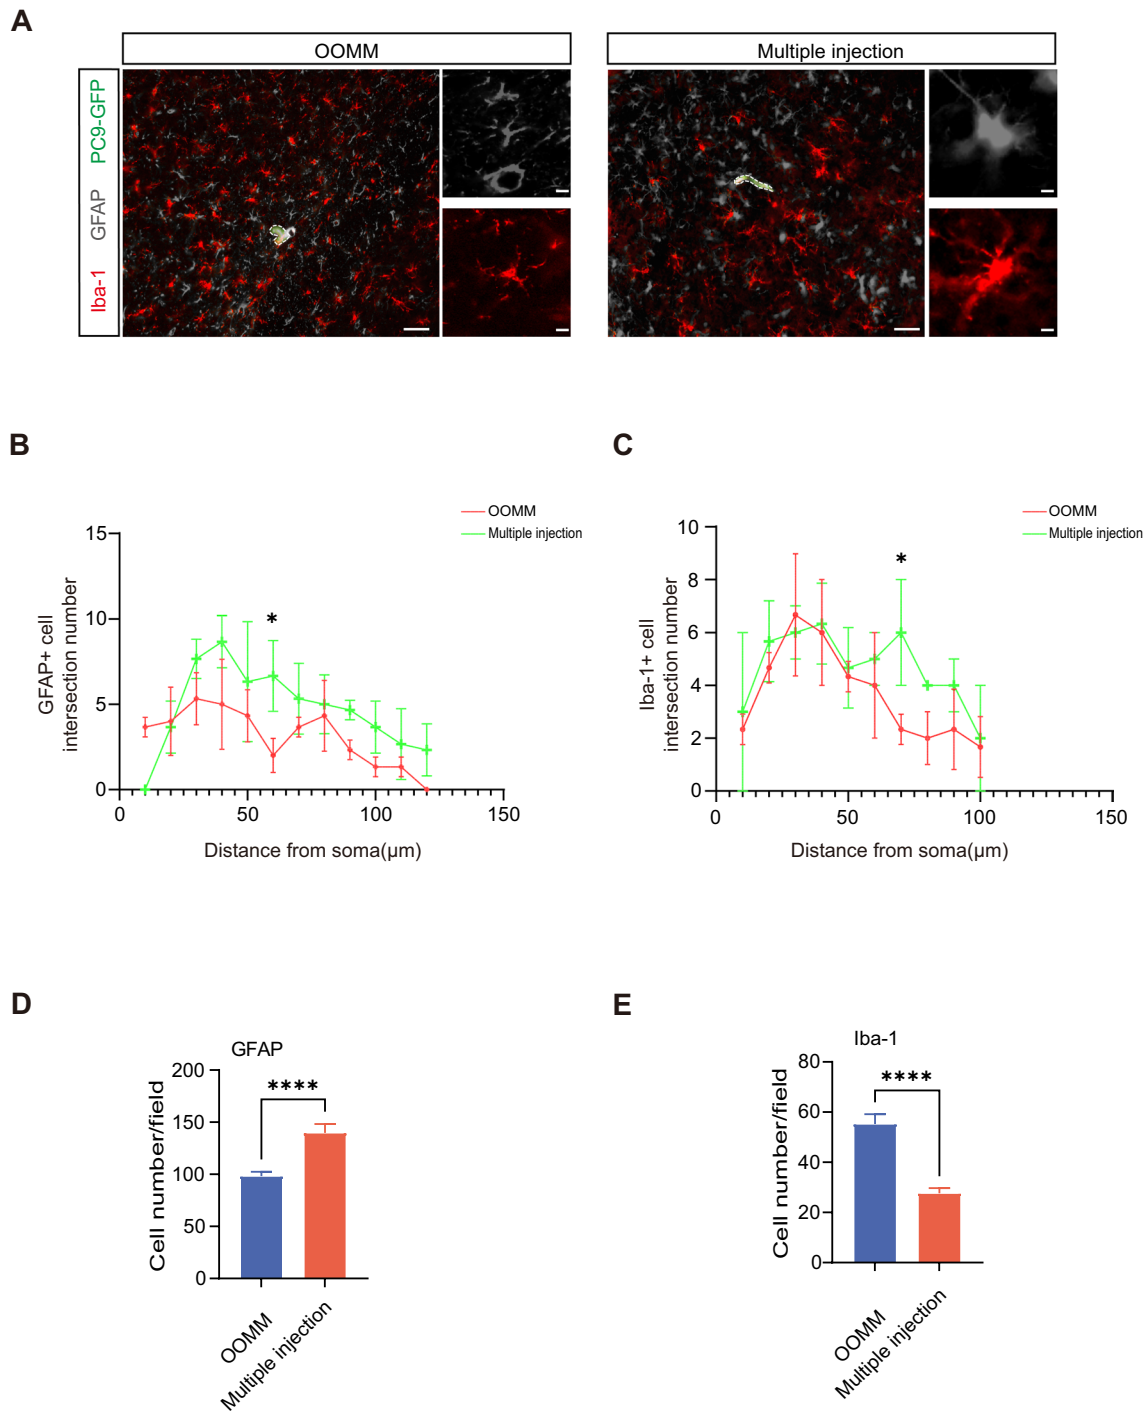 A
OOMM
Multiple injection
Iba-1 GFAP PC9-GFP
B
OOMM
Multiple injection
15
10
5
0
GFAP+ cell
intersection number
*
0
50
100
150
Distance from soma(µm)
C
OOMM
Multiple injection
10
8
6
4
2
0
Iba-1+ cell
intersection number
*
0
50
100
150
Distance from soma(µm)
D
GFAP
200
150
100
50
0
Cell number/field
****
OOMM
Multiple injection
E
Iba-1
80
60
40
20
0
Cell number/field
****
OOMM
Multiple injection